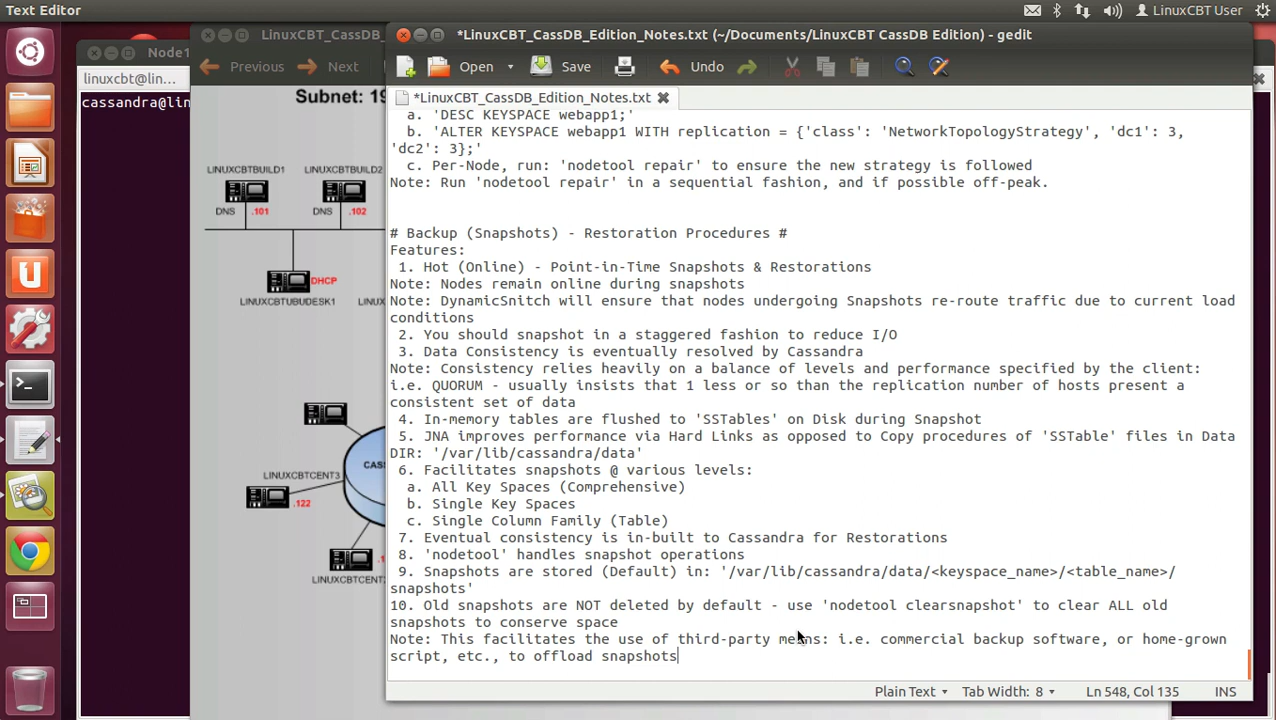 Text Editor
LinuxCBT User
Node1
LinuxCBT_CassDB_
*LinuxCBT_CassDB_Edition_Notes.txt (~/Documents/LinuxCBT CassDB Edition) - gedit
linuxcbt@lin...
Previous
Next
Open
Save
Undo
cassandra@lin
Subnet: 19
*LinuxCBT_CassDB_Edition_Notes.txt
a. 'DESC KEYSPACE webapp1;'
b. 'ALTER KEYSPACE webapp1 WITH replication = {'class': 'NetworkTopologyStrategy', 'dc1': 3,
'dc2': 3};'
c. Per-Node, run: 'nodetool repair' to ensure the new strategy is followed
Note: Run 'nodetool repair' in a sequential fashion, and if possible off-peak.
# Backup (Snapshots) - Restoration Procedures #
Features:
1. Hot (Online) - Point-in-Time Snapshots & Restorations
Note: Nodes remain online during snapshots
Note: DynamicSnitch will ensure that nodes undergoing Snapshots re-route traffic due to current load
conditions
2. You should snapshot in a staggered fashion to reduce I/O
3. Data Consistency is eventually resolved by Cassandra
Note: Consistency relies heavily on a balance of levels and performance specified by the client:
i.e. QUORUM - usually insists that 1 less or so than the replication number of hosts present a
consistent set of data
4. In-memory tables are flushed to 'SSTables' on Disk during Snapshot
5. JNA improves performance via Hard Links as opposed to Copy procedures of 'SSTable' files in Data
DIR: '/var/lib/cassandra/data'
6. Facilitates snapshots @ various levels:
a. All Key Spaces (Comprehensive)
b. Single Key Spaces
c. Single Column Family (Table)
7. Eventual consistency is in-built to Cassandra for Restorations
8. 'nodetool' handles snapshot operations
9. Snapshots are stored (Default) in: '/var/lib/cassandra/data/<keyspace_name>/<table_name>/
snapshots'
10. Old snapshots are NOT deleted by default - use 'nodetool clearsnapshot' to clear ALL old
snapshots to conserve space
Note: This facilitates the use of third-party means: i.e. commercial backup software, or home-grown
script, etc., to offload snapshots
LINUXCBTBUILD1
LINUXCBTBUILD2
DNS
.101
DNS
.102
DHCP
LINUXCBTUBUDESK1
CAS
LINUXCBTCENT3
.122
LINUXCBTCENT
Plain Text
Tab Width: 8
Ln 548, Col 135
INS